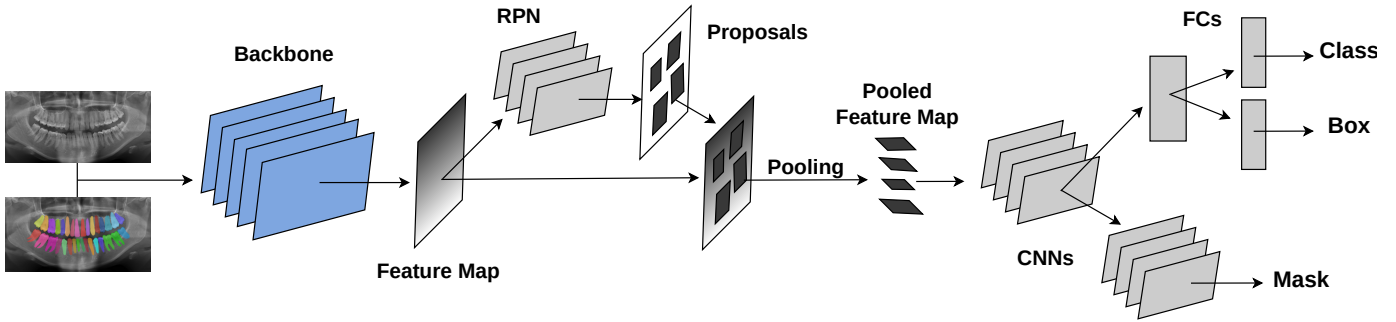 RPN
Proposals
FCs
Backbone
Class
Pooled
Feature Map
Box
Pooling
CNNs
Feature Map
Mask